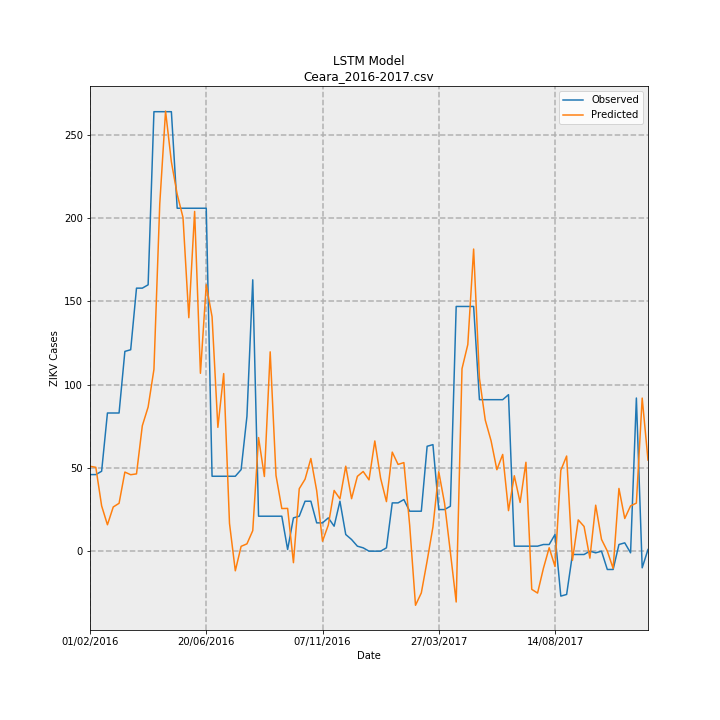 LSTM Model
Ceara_2016-2017.csv
Observed
Predicted
ZIKV Cases
250
200
150
100
50
0
01/02/2016
20/06/2016
07/11/2016
27/03/2017
14/08/2017
Date